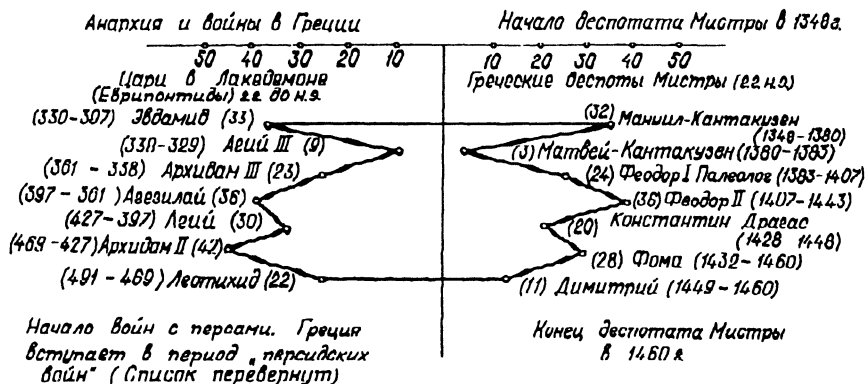 Анархия и войны в Греции
Начало деспотата Мистры в 1348г.
50 40 30 20 10
10 20 30 40 50
Цари в Лакедемоне
(Еврипонтиды) гг до н.э.
Греческие деспоты Мистры (гг. н.э)
(330-307) Эвдамид (33)
(32) Мануил-Кантакузен
(1348-1380)
(338-329) Агий III (9)
(3) Матвей-Кантакузен (1380-1383)
(361 - 338) Архидам III (23)
(24) Феодор I Палеолог (1383-1407)
(397 - 361) Агезилай (36)
(36) Феодор II (1407-1443)
(427-397) Агий (30)
(20) Константин Драгас
(1428 1448)
(469-427) Архидам II (42)
(28) Фома (1432-1460)
(491 - 469) Леотихид (22)
(11) Димитрий (1449-1460)
Начало войн с персами. Греция
вступает в период „персидских
войн" (Список перевернут)
Конец деспотата Мистры
в 1460 г.